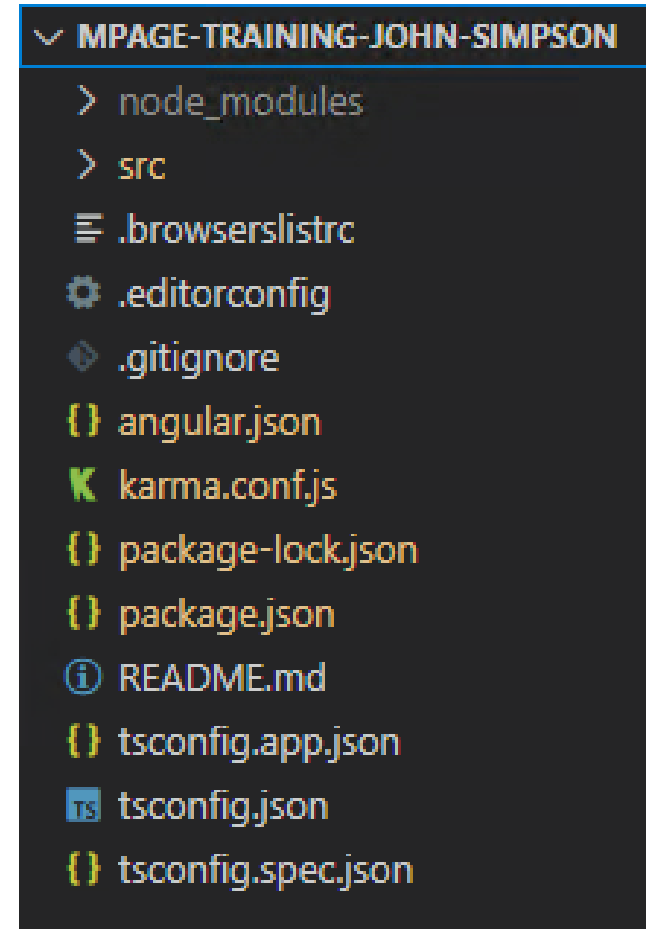 MPAGE-TRAINING-JOHN-SIMPSON
node_modules
src
.browserslistrc
.editorconfig
.gitignore
{} angular.json
K karma.conf.js
{} package-lock.json
{} package.json
README.md
{} tsconfig.app.json
TS tsconfig.json
{} tsconfig.spec.json